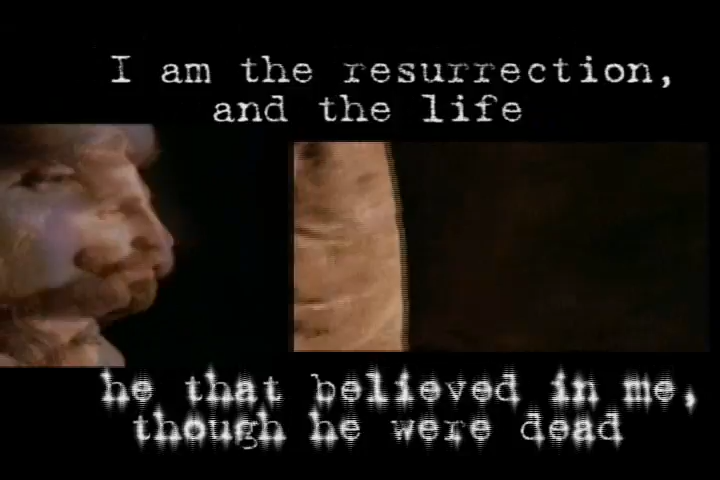 I am the resurrection,
and the life
he that believed in me,
though he were dead